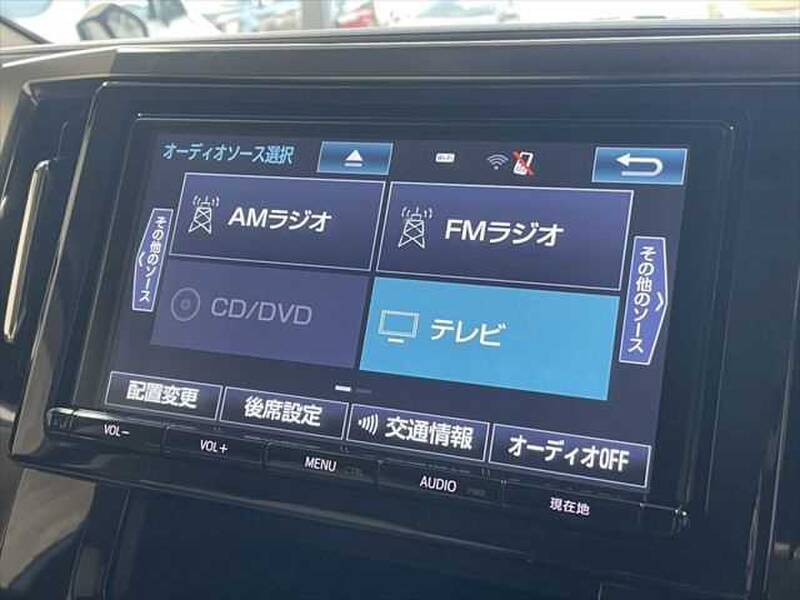 オーディオソース選択
Wi-Fi
AMラジオ
FMラジオ
その他のソース
その他のソース
CD/DVD
テレビ
配置変更
後席設定
交通情報
オーディオOFF
VOL-
VOL+
MENU
AUDIO
現在地